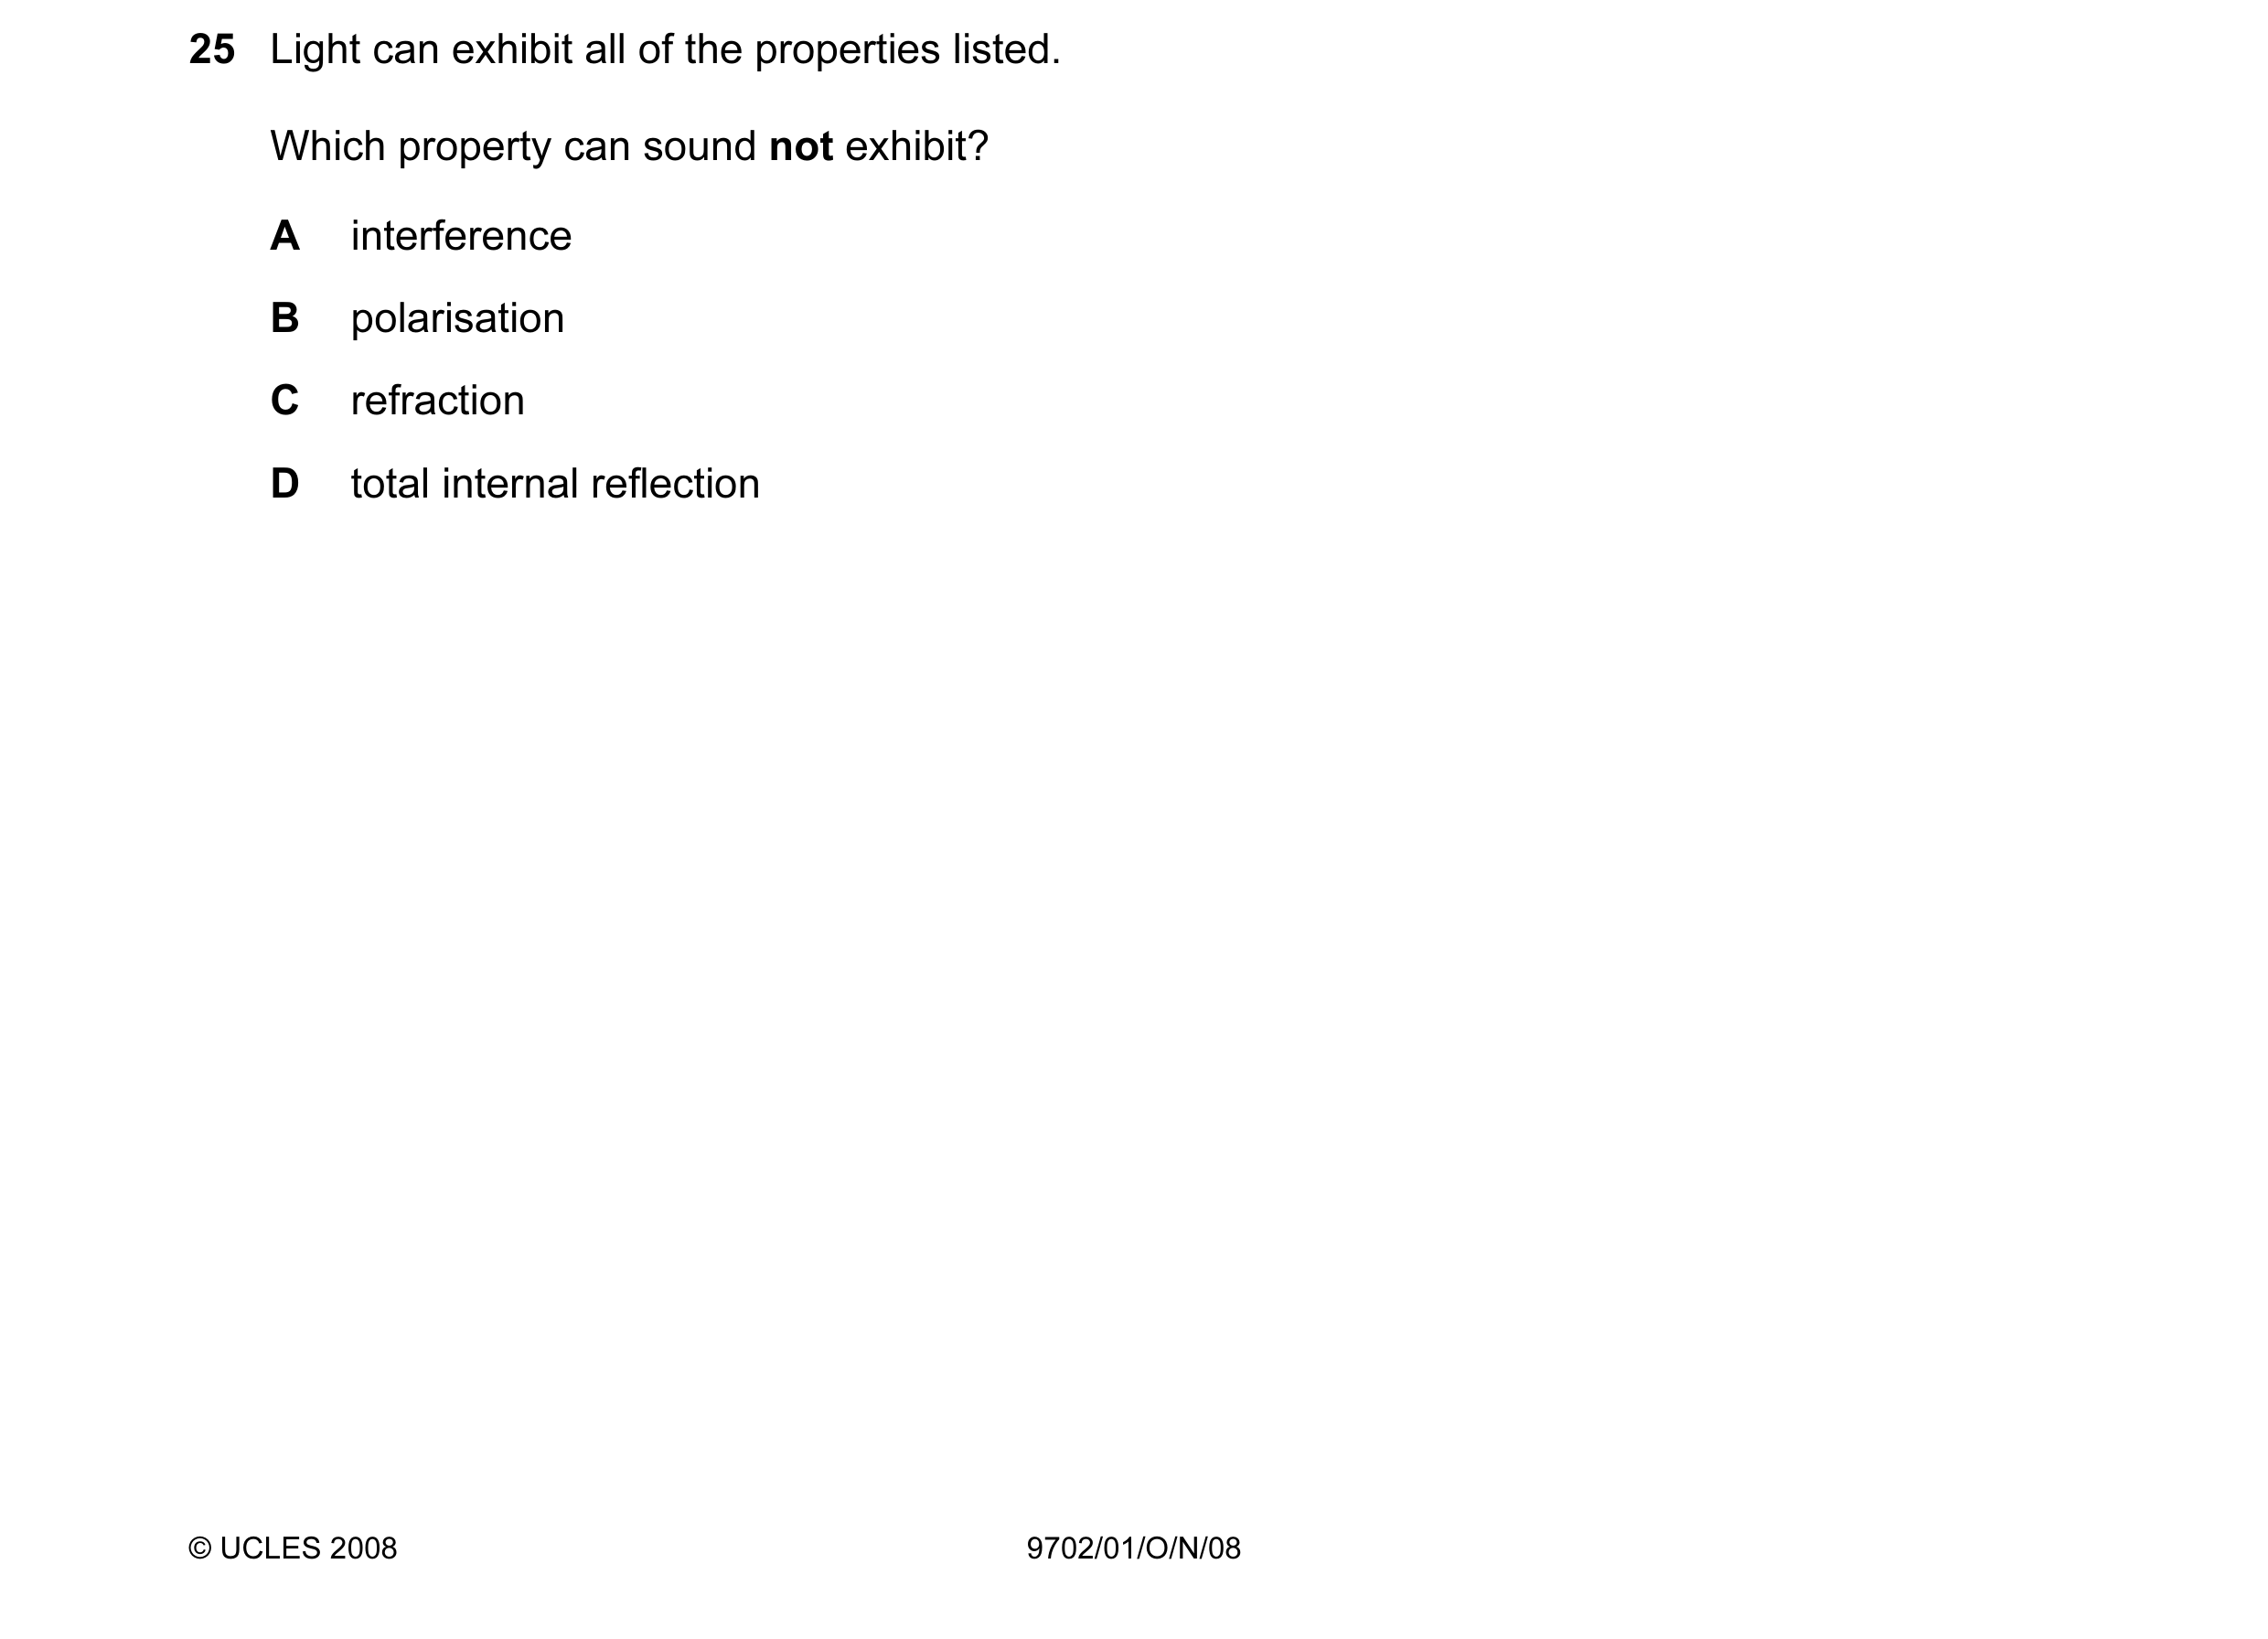 25 Light can exhibit all of the properties listed.
Which property can sound not exhibit?
A interference
B polarisation
C refraction
D total internal reflection
© UCLES 2008 9702/01/O/N/08